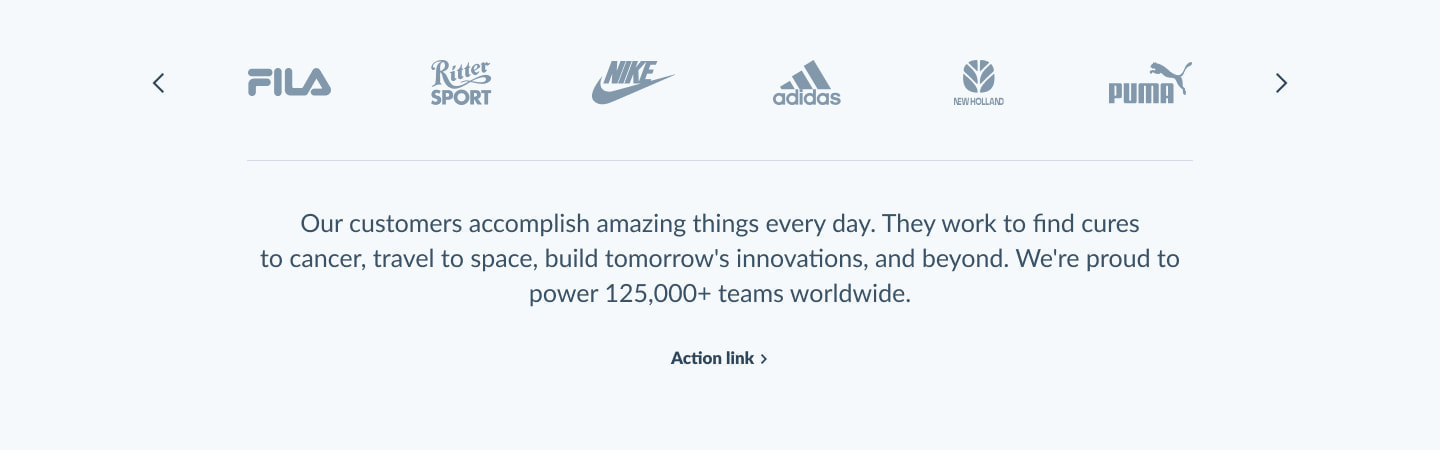 FILA
Ritter
SPORT
NIKE
adidas
NEW HOLLAND
PUMA
Our customers accomplish amazing things every day. They work to find cures
to cancer, travel to space, build tomorrow's innovations, and beyond. We're proud to
power 125,000+ teams worldwide.
Action link